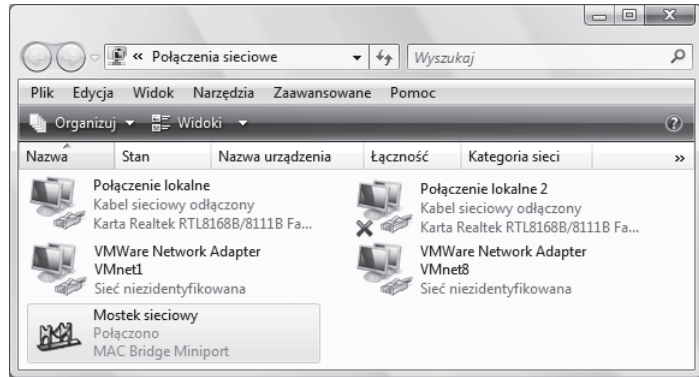 « Połączenia sieciowe
Wyszukaj
Plik Edycja Widok Narzędzia Zaawansowane Pomoc
Organizuj Widoki
Nazwa Stan Nazwa urządzenia Łączność Kategoria sieci »
Połączenie lokalne
Kabel sieciowy odłączony
Karta Realtek RTL8168B/8111B Fa...
Połączenie lokalne 2
Kabel sieciowy odłączony
Karta Realtek RTL8168B/8111B Fa...
VMWare Network Adapter
VMnet1
Sieć niezidentyfikowana
VMWare Network Adapter
VMnet8
Sieć niezidentyfikowana
Mostek sieciowy
Połączono
MAC Bridge Miniport